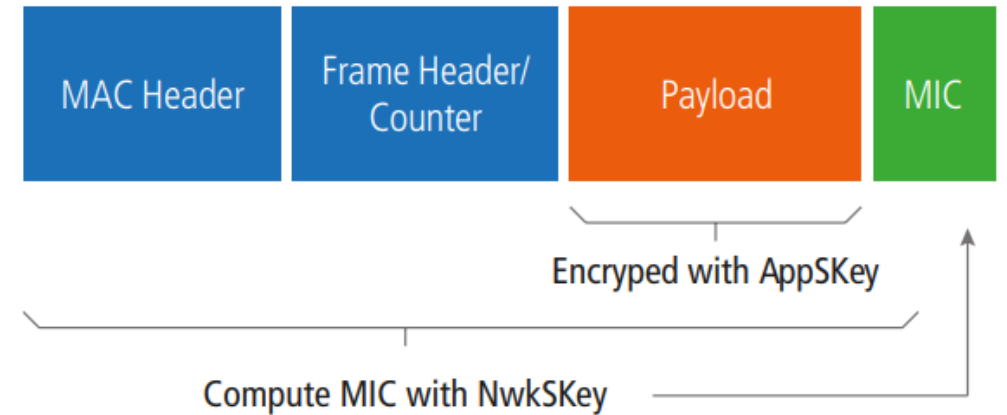 MAC Header
Frame Header/
Counter
Payload
MIC
Encryped with AppSKey
Compute MIC with NwkSKey